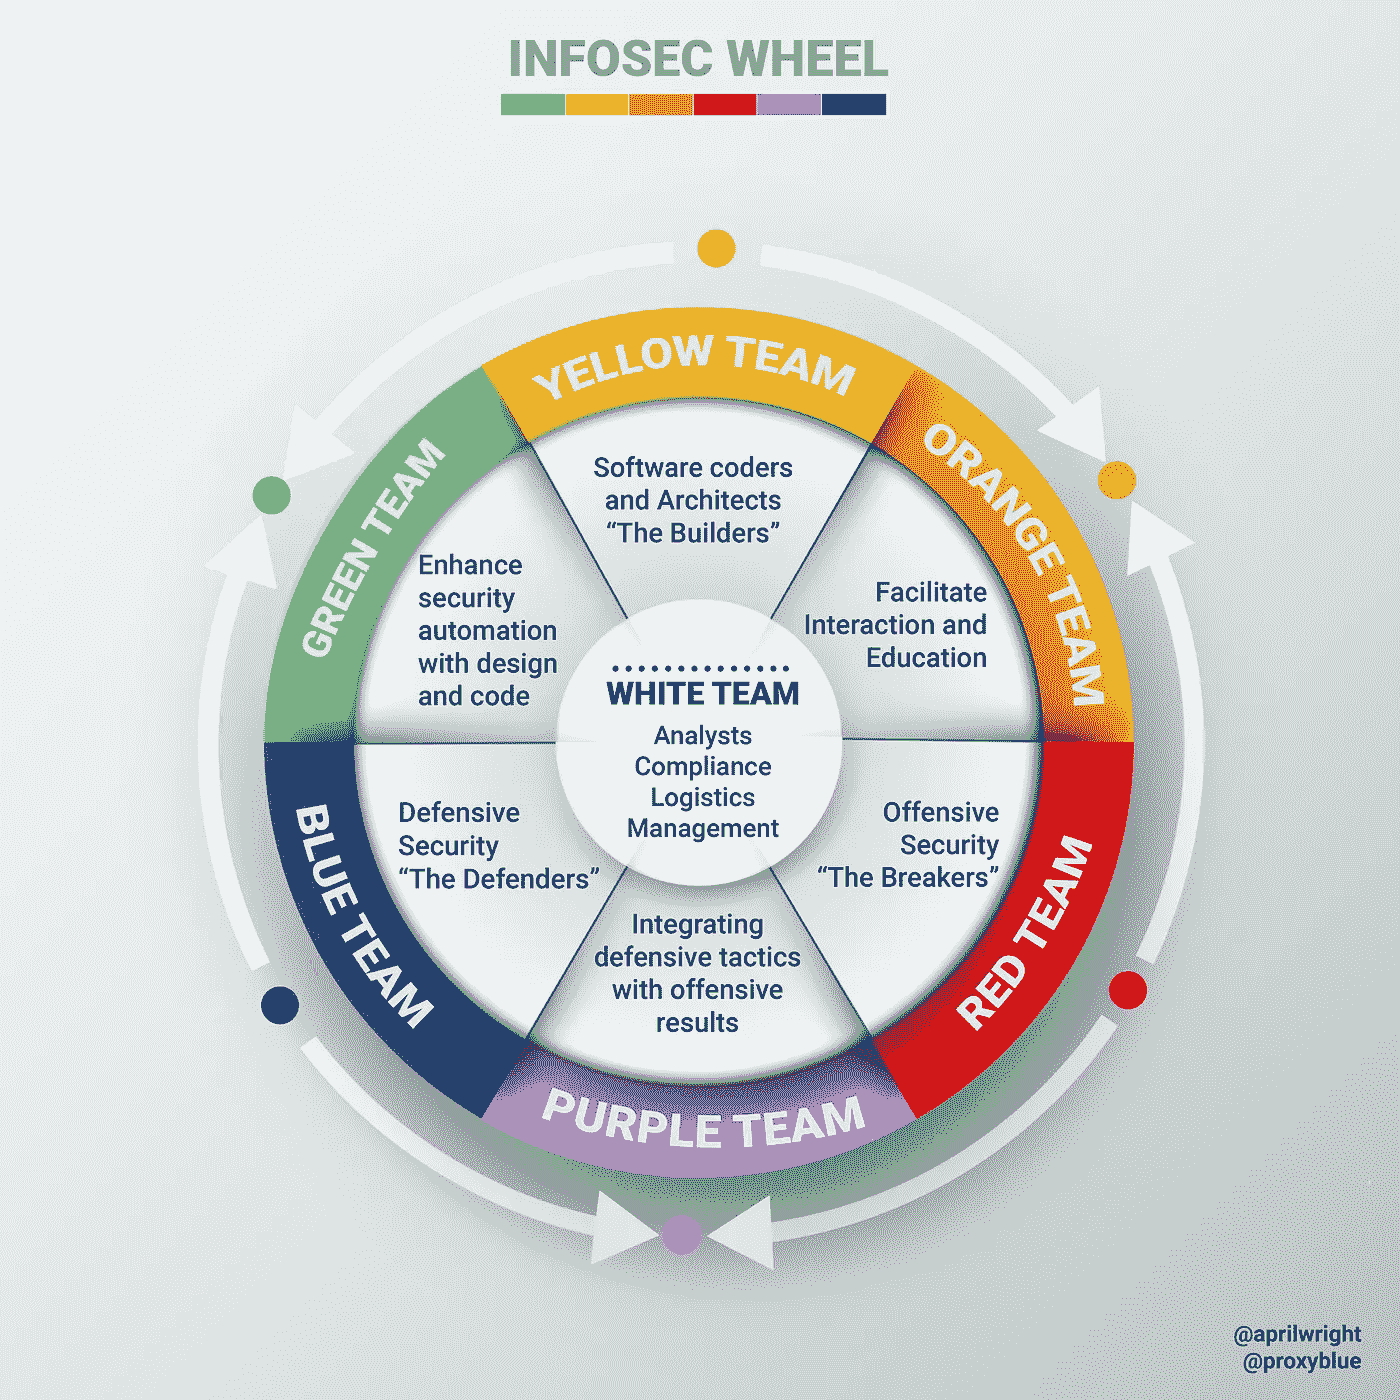 INFOSEC WHEEL
YELLOW TEAM
Software coders
and Architects
“The Builders”
ORANGE TEAM
Facilitate
Interaction and
Education
RED TEAM
Offensive
Security
“The Breakers”
PURPLE TEAM
Integrating
defensive tactics
with offensive
results
BLUE TEAM
Defensive
Security
“The Defenders”
GREEN TEAM
Enhance
security
automation
with design
and code
WHITE TEAM
Analysts
Compliance
Logistics
Management
@aprilwright
@proxyblue